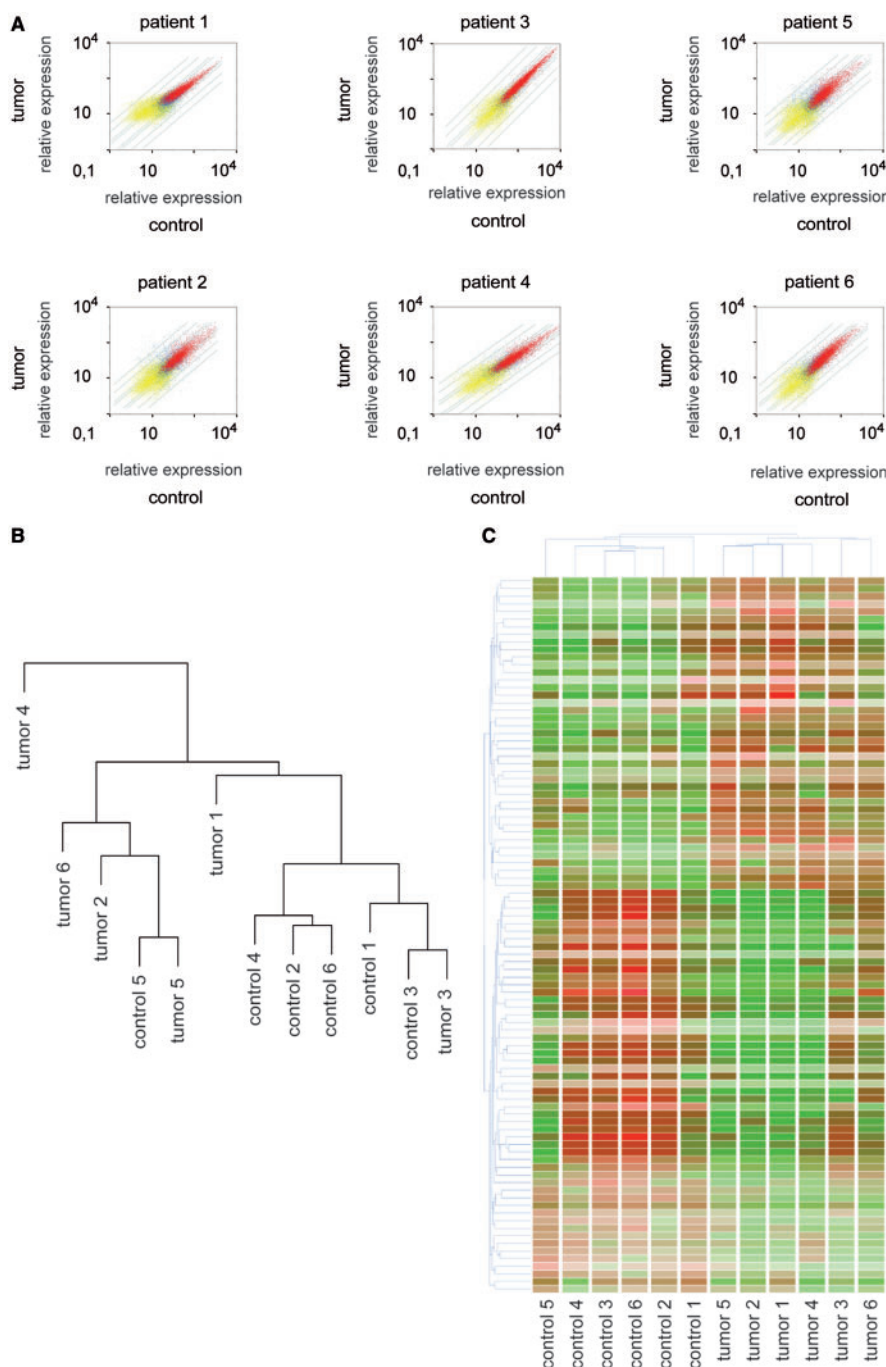 A
patient 1
10⁴
10
0,1
10
10⁴
tumor
relative expression
relative expression
control
patient 3
10⁴
10
0,1
10
10⁴
tumor
relative expression
relative expression
control
patient 5
10⁴
10
0,1
10
10⁴
tumor
relative expression
relative expression
control
patient 2
10⁴
10
0,1
10
10⁴
tumor
relative expression
relative expression
control
patient 4
10⁴
10
0,1
10
10⁴
tumor
relative expression
relative expression
control
patient 6
10⁴
10
0,1
10
10⁴
tumor
relative expression
relative expression
control
B
tumor 4
tumor 6
tumor 2
control 5
tumor 5
tumor 1
control 4
control 2
control 6
control 1
control 3
tumor 3
C
control 5
control 4
control 3
control 6
control 2
control 1
tumor 5
tumor 2
tumor 1
tumor 4
tumor 3
tumor 6